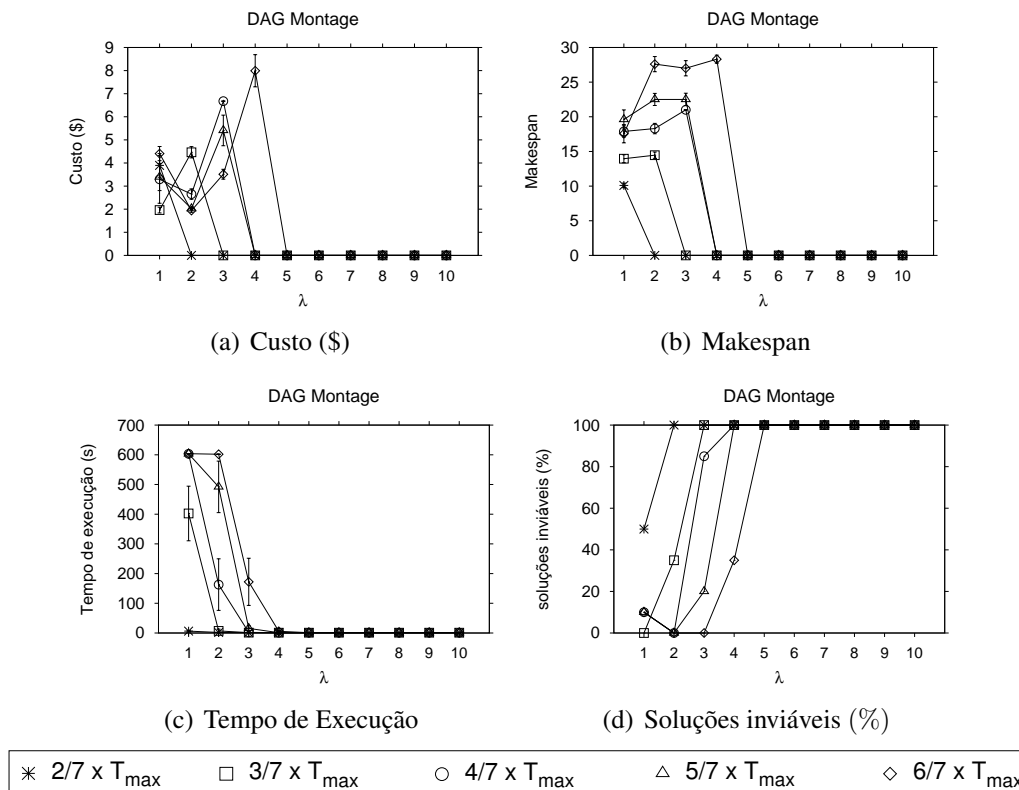 DAG Montage
Custo ($)
9
8
7
6
5
4
3
2
1
0
1 2 3 4 5 6 7 8 9 10
λ
(a) Custo ($)
DAG Montage
Makespan
30
25
20
15
10
5
0
1 2 3 4 5 6 7 8 9 10
λ
(b) Makespan
DAG Montage
Tempo de execução (s)
700
600
500
400
300
200
100
0
1 2 3 4 5 6 7 8 9 10
λ
(c) Tempo de Execução
DAG Montage
soluções inviáveis (%)
100
80
60
40
20
0
1 2 3 4 5 6 7 8 9 10
λ
(d) Soluções inviáveis (%)
2/7 x Tmax 3/7 x Tmax 4/7 x Tmax 5/7 x Tmax 6/7 x Tmax